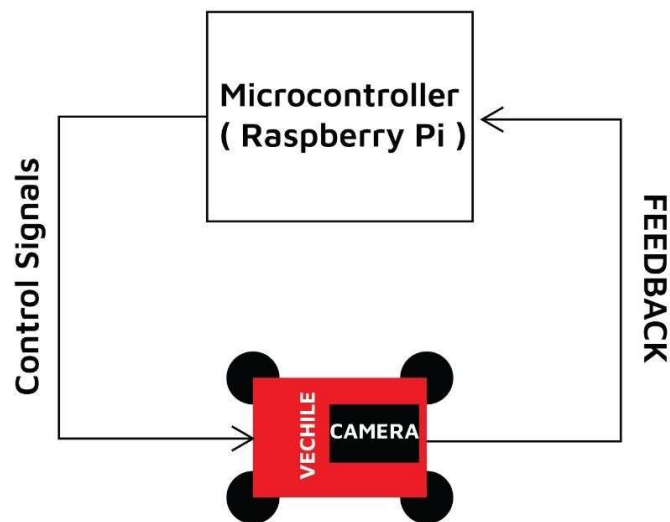 Microcontroller
( Raspberry Pi )
Control Signals
FEEDBACK
VECHILE
CAMERA